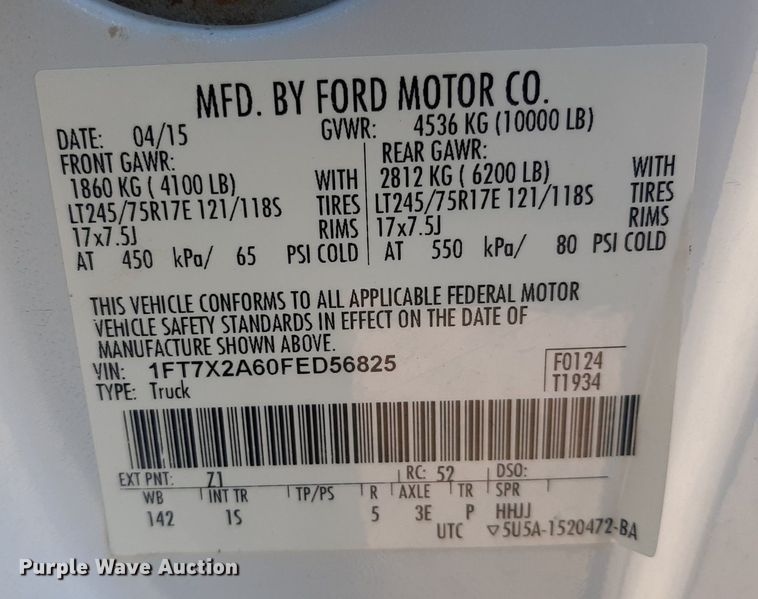 MFD. BY FORD MOTOR CO.
DATE: 04/15 GVWR: 4536 KG (10000 LB)
FRONT GAWR: REAR GAWR:
1860 KG ( 4100 LB) WITH 2812 KG ( 6200 LB) WITH
LT245/75R17E 121/118S TIRES LT245/75R17E 121/118S TIRES
17x7.5J RIMS 17x7.5J RIMS
AT 450 kPa/ 65 PSI COLD AT 550 kPa/ 80 PSI COLD
THIS VEHICLE CONFORMS TO ALL APPLICABLE FEDERAL MOTOR
VEHICLE SAFETY STANDARDS IN EFFECT ON THE DATE OF
MANUFACTURE SHOWN ABOVE.
VIN: 1FT7X2A60FED56825 F0124
TYPE: Truck T1934
EXT PNT: Z1 RC: 52 DSO:
WB INT TR TP/PS R AXLE TR SPR
142 1S 5 3E P HHJJ
UTC ▽5U5A-1520472-BA
Purple Wave Auction